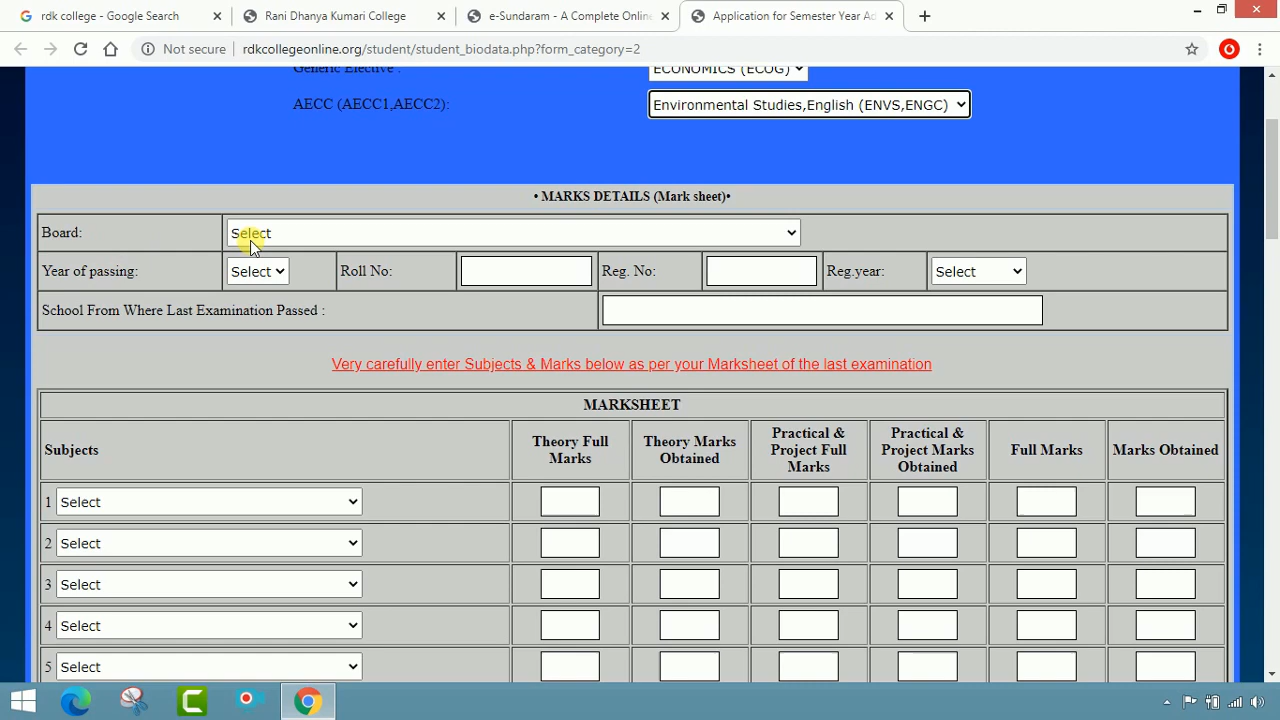 rdk college - Google Search
Rani Dhanya Kumari College
e-Sundaram - A Complete Online
Application for Semester Year Ad
Not secure
rdkcollegeonline.org/student/student_biodata.php?form_category=2
Generic Elective :
ECONOMICS (ECOG)
AECC (AECC1,AECC2):
Environmental Studies,English (ENVS,ENGC)
• MARKS DETAILS (Mark sheet)•
Board:
Select
Year of passing:
Select
Roll No:
Reg. No:
Reg.year:
Select
School From Where Last Examination Passed :
Very carefully enter Subjects & Marks below as per your Marksheet of the last examination
MARKSHEET
Subjects
Theory Full
Marks
Theory Marks
Obtained
Practical &
Project Full
Marks
Practical &
Project Marks
Obtained
Full Marks
Marks Obtained
1 Select
2 Select
3 Select
4 Select
5 Select